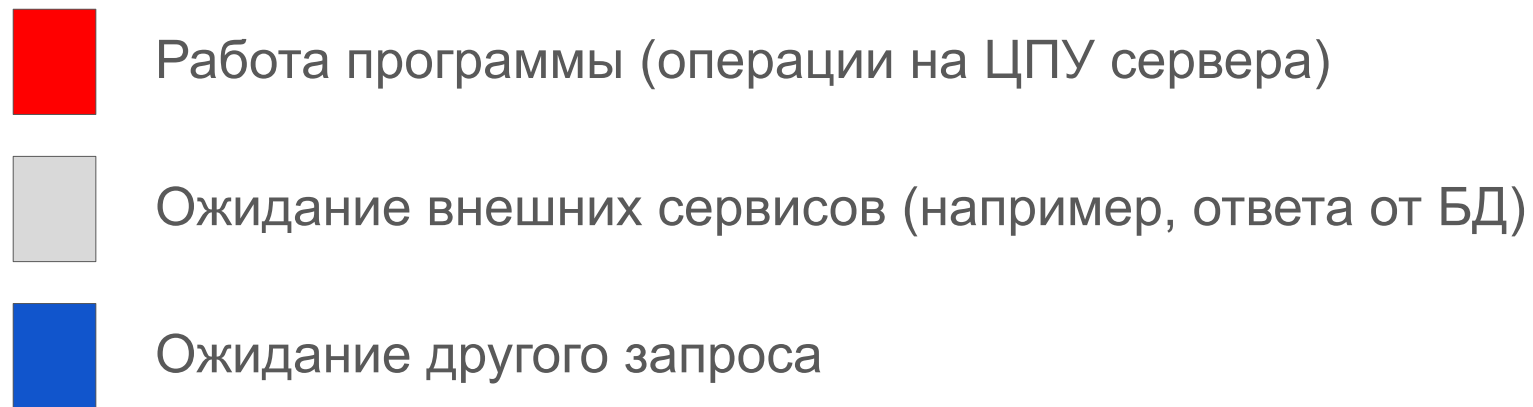 Работа программы (операции на ЦПУ сервера)
Ожидание внешних сервисов (например, ответа от БД)
Ожидание другого запроса